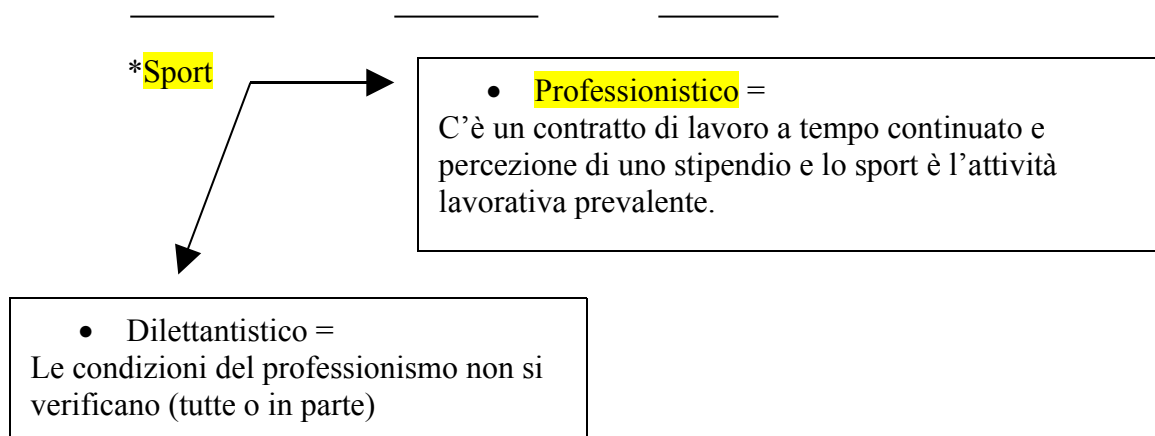 *Sport
• Professionistico =
C’è un contratto di lavoro a tempo continuato e
percezione di uno stipendio e lo sport è l’attività
lavorativa prevalente.
• Dilettantistico =
Le condizioni del professionismo non si
verificano (tutte o in parte)